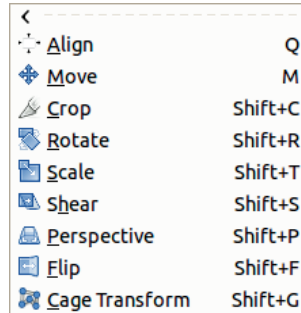 Align Q
Move M
Crop Shift+C
Rotate Shift+R
Scale Shift+T
Shear Shift+S
Perspective Shift+P
Flip Shift+F
Cage Transform Shift+G